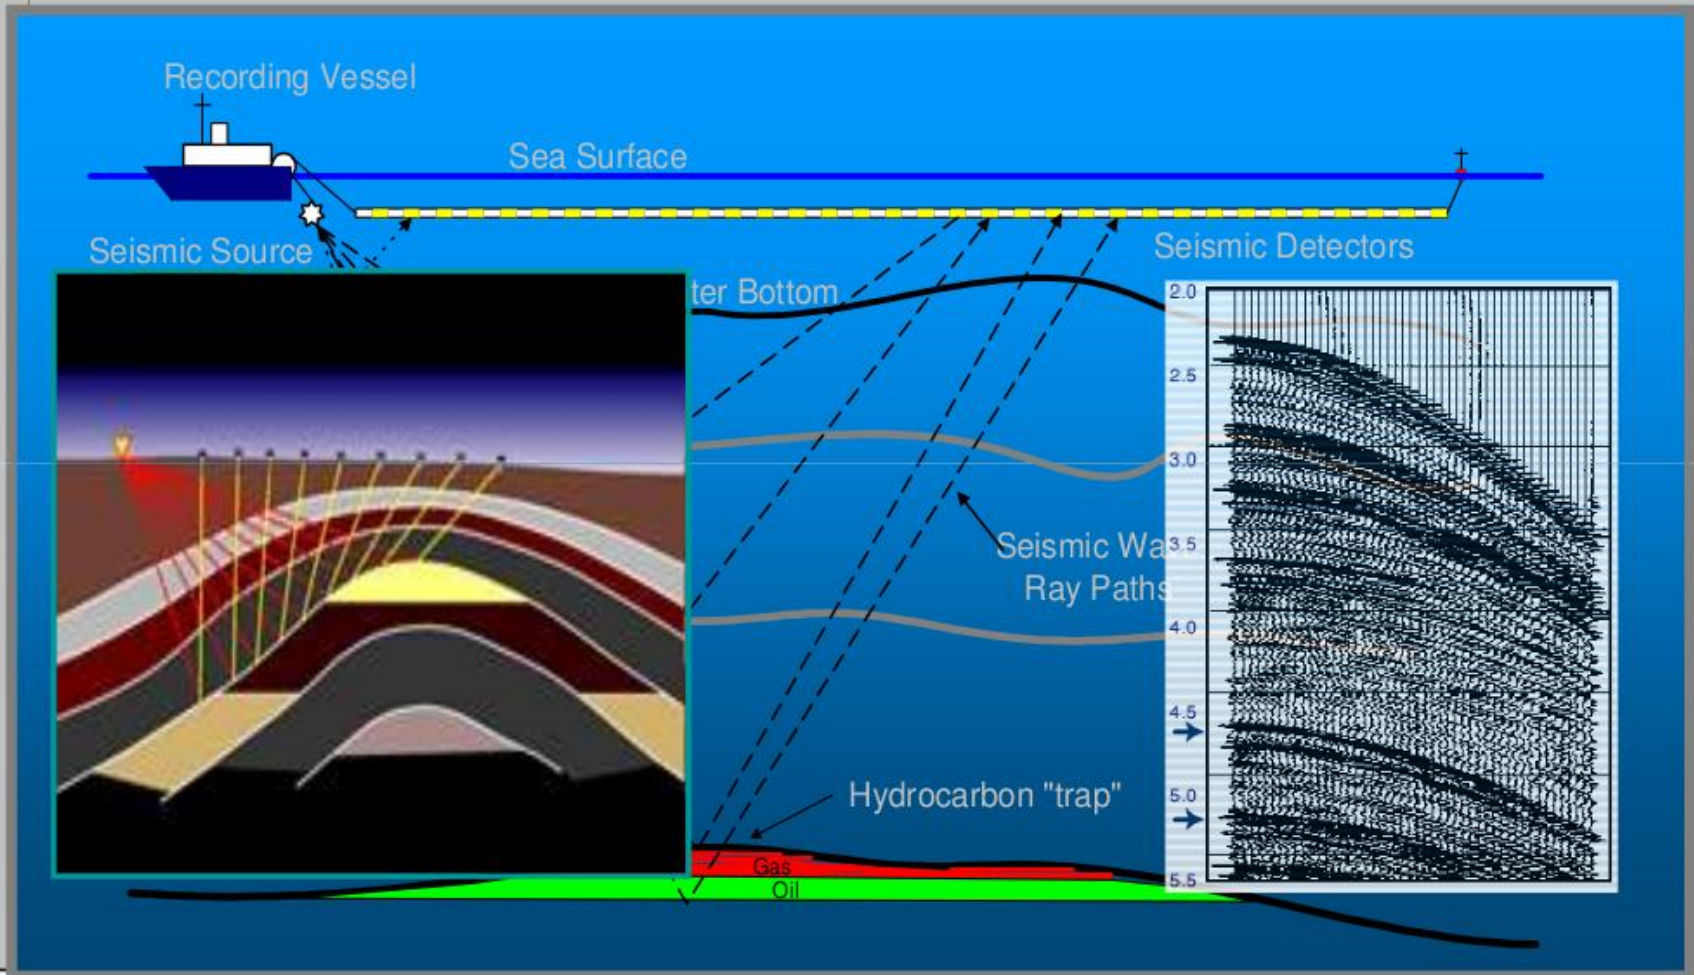 Recording Vessel
Sea Surface
Seismic Source
Seismic Detectors
ter Bottom
2.0
2.5
3.0
Seismic Wa
3.5
Ray Paths
4.0
4.5
Hydrocarbon "trap"
5.0
Gas
5.5
Oil